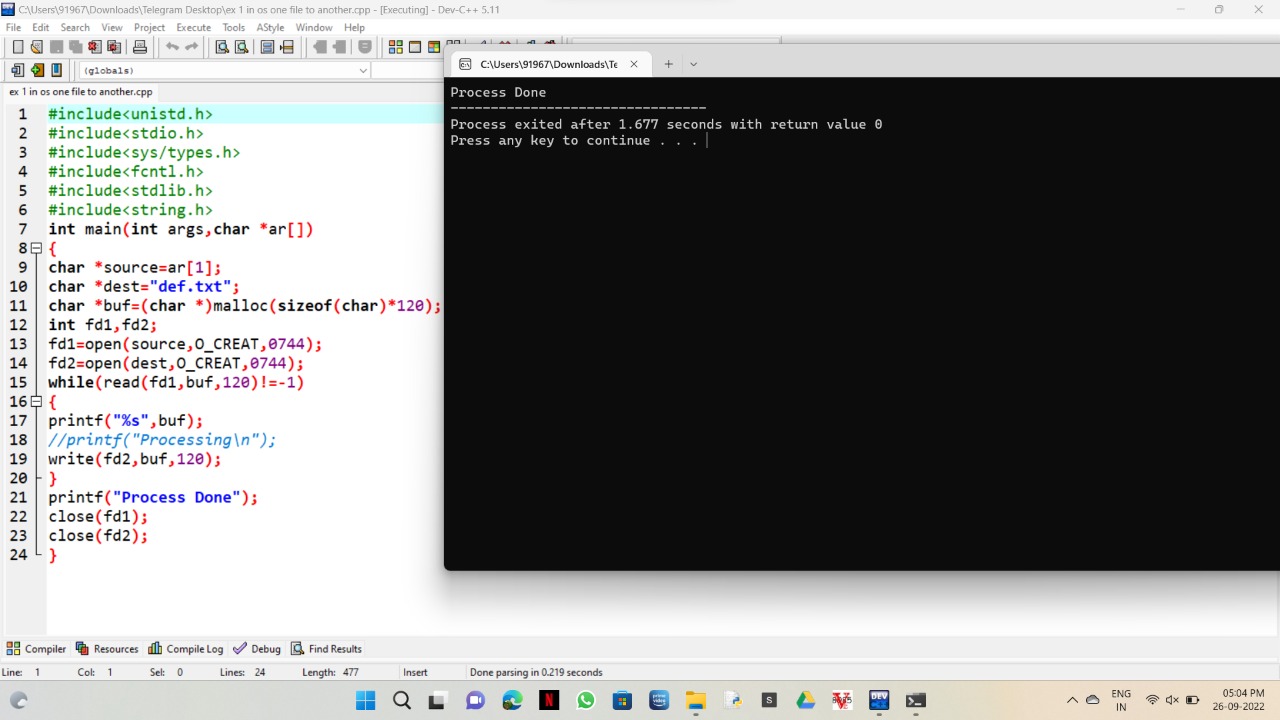 C:\Users\91967\Downloads\Telegram Desktop\ex 1 in os one file to another.cpp - [Executing] - Dev-C++ 5.11
File Edit Search View Project Execute Tools AStyle Window Help
(globals)
ex 1 in os one file to another.cpp
1 #include<unistd.h>
2 #include<stdio.h>
3 #include<sys/types.h>
4 #include<fcntl.h>
5 #include<stdlib.h>
6 #include<string.h>
7 int main(int args,char *ar[])
8 {
9 char *source=ar[1];
10 char *dest="def.txt";
11 char *buf=(char *)malloc(sizeof(char)*120);
12 int fd1,fd2;
13 fd1=open(source,O_CREAT,0744);
14 fd2=open(dest,O_CREAT,0744);
15 while(read(fd1,buf,120)!=-1)
16 {
17 printf("%s",buf);
18 //printf("Processing\n");
19 write(fd2,buf,120);
20 }
21 printf("Process Done");
22 close(fd1);
23 close(fd2);
24 }
C:\Users\91967\Downloads\Te
Process Done
--------------------------------
Process exited after 1.677 seconds with return value 0
Press any key to continue . . .
Compiler Resources Compile Log Debug Find Results
Line: 1 Col: 1 Sel: 0 Lines: 24 Length: 477 Insert Done parsing in 0.219 seconds
ENG
IN
05:04 PM
26-09-2022